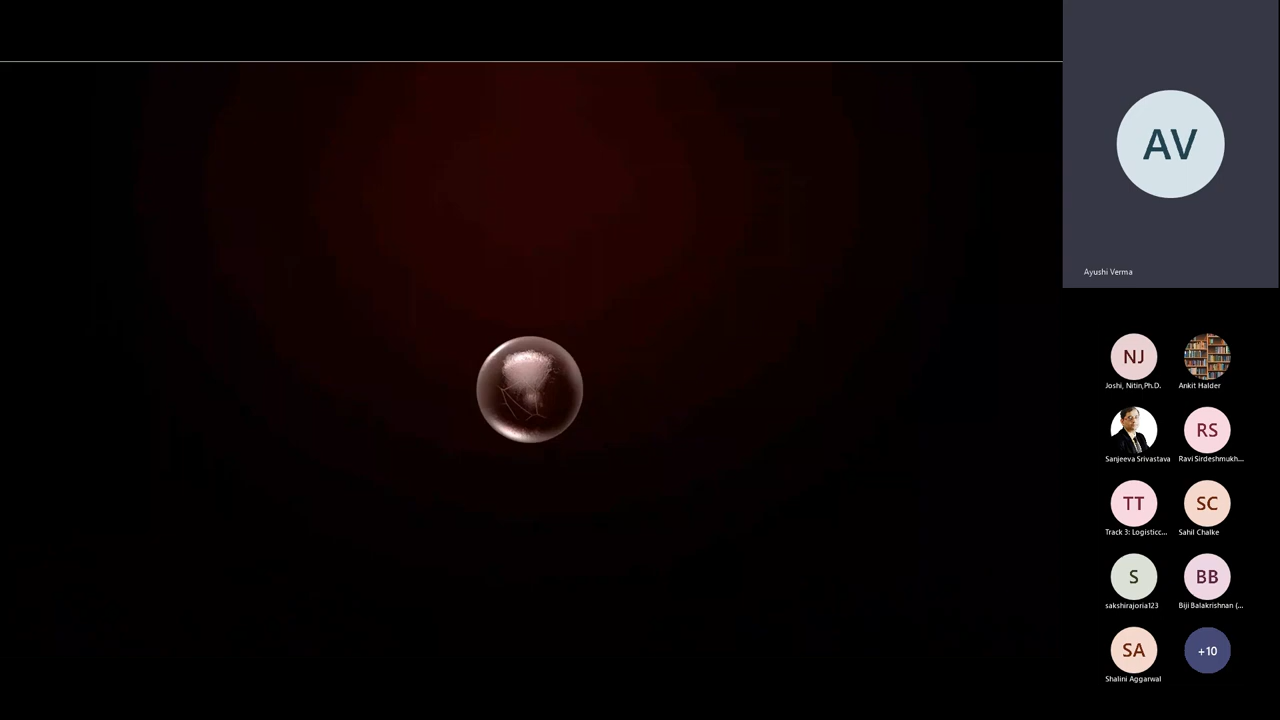 AV
Ayushi Verma
NJ
Joshi, Nitin,Ph.D.
Ankit Halder
Sanjeeva Srivastava
RS
Ravi Sirdeshmukh...
TT
Track 3: Logisticc...
SC
Sahil Chalke
S
sakshirajoria123
BB
Biji Balakrishnan (...
SA
Shalini Aggarwal
+10